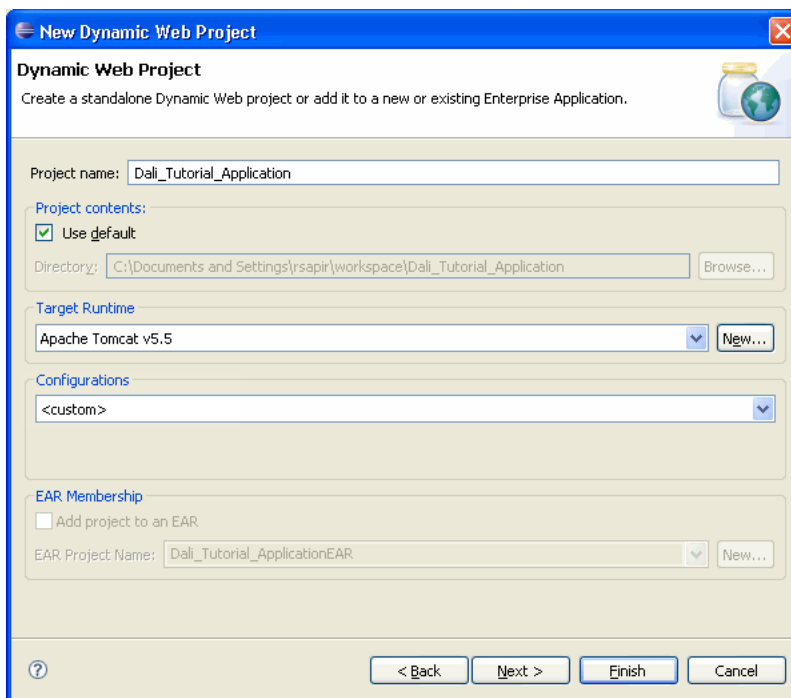 New Dynamic Web Project
Dynamic Web Project
Create a standalone Dynamic Web project or add it to a new or existing Enterprise Application.
Project name: Dali_Tutorial_Application
Project contents:
Use default
Directory: C:\Documents and Settings\rsapir\workspace\Dali_Tutorial_Application Browse...
Target Runtime
Apache Tomcat v5.5 New...
Configurations
<custom>
EAR Membership
Add project to an EAR
EAR Project Name: Dali_Tutorial_ApplicationEAR New...
? < Back Next > Finish Cancel